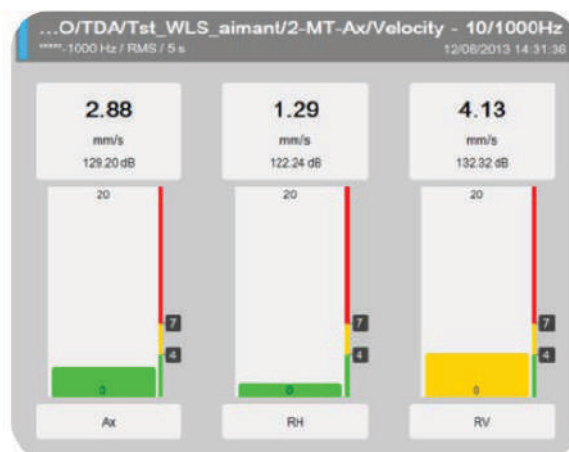 ...O/TDA/Tst_WLS_aimant/2-MT-Ax/Velocity - 10/1000Hz
*****-1000 Hz / RMS / 5 s 12/06/2013 14:31:36
2.88 1.29 4.13
mm/s mm/s mm/s
129.20 dB 122.24 dB 132.32 dB
20 20 20
7 7 7
4 4 4
0 0 0
Ax RH RV